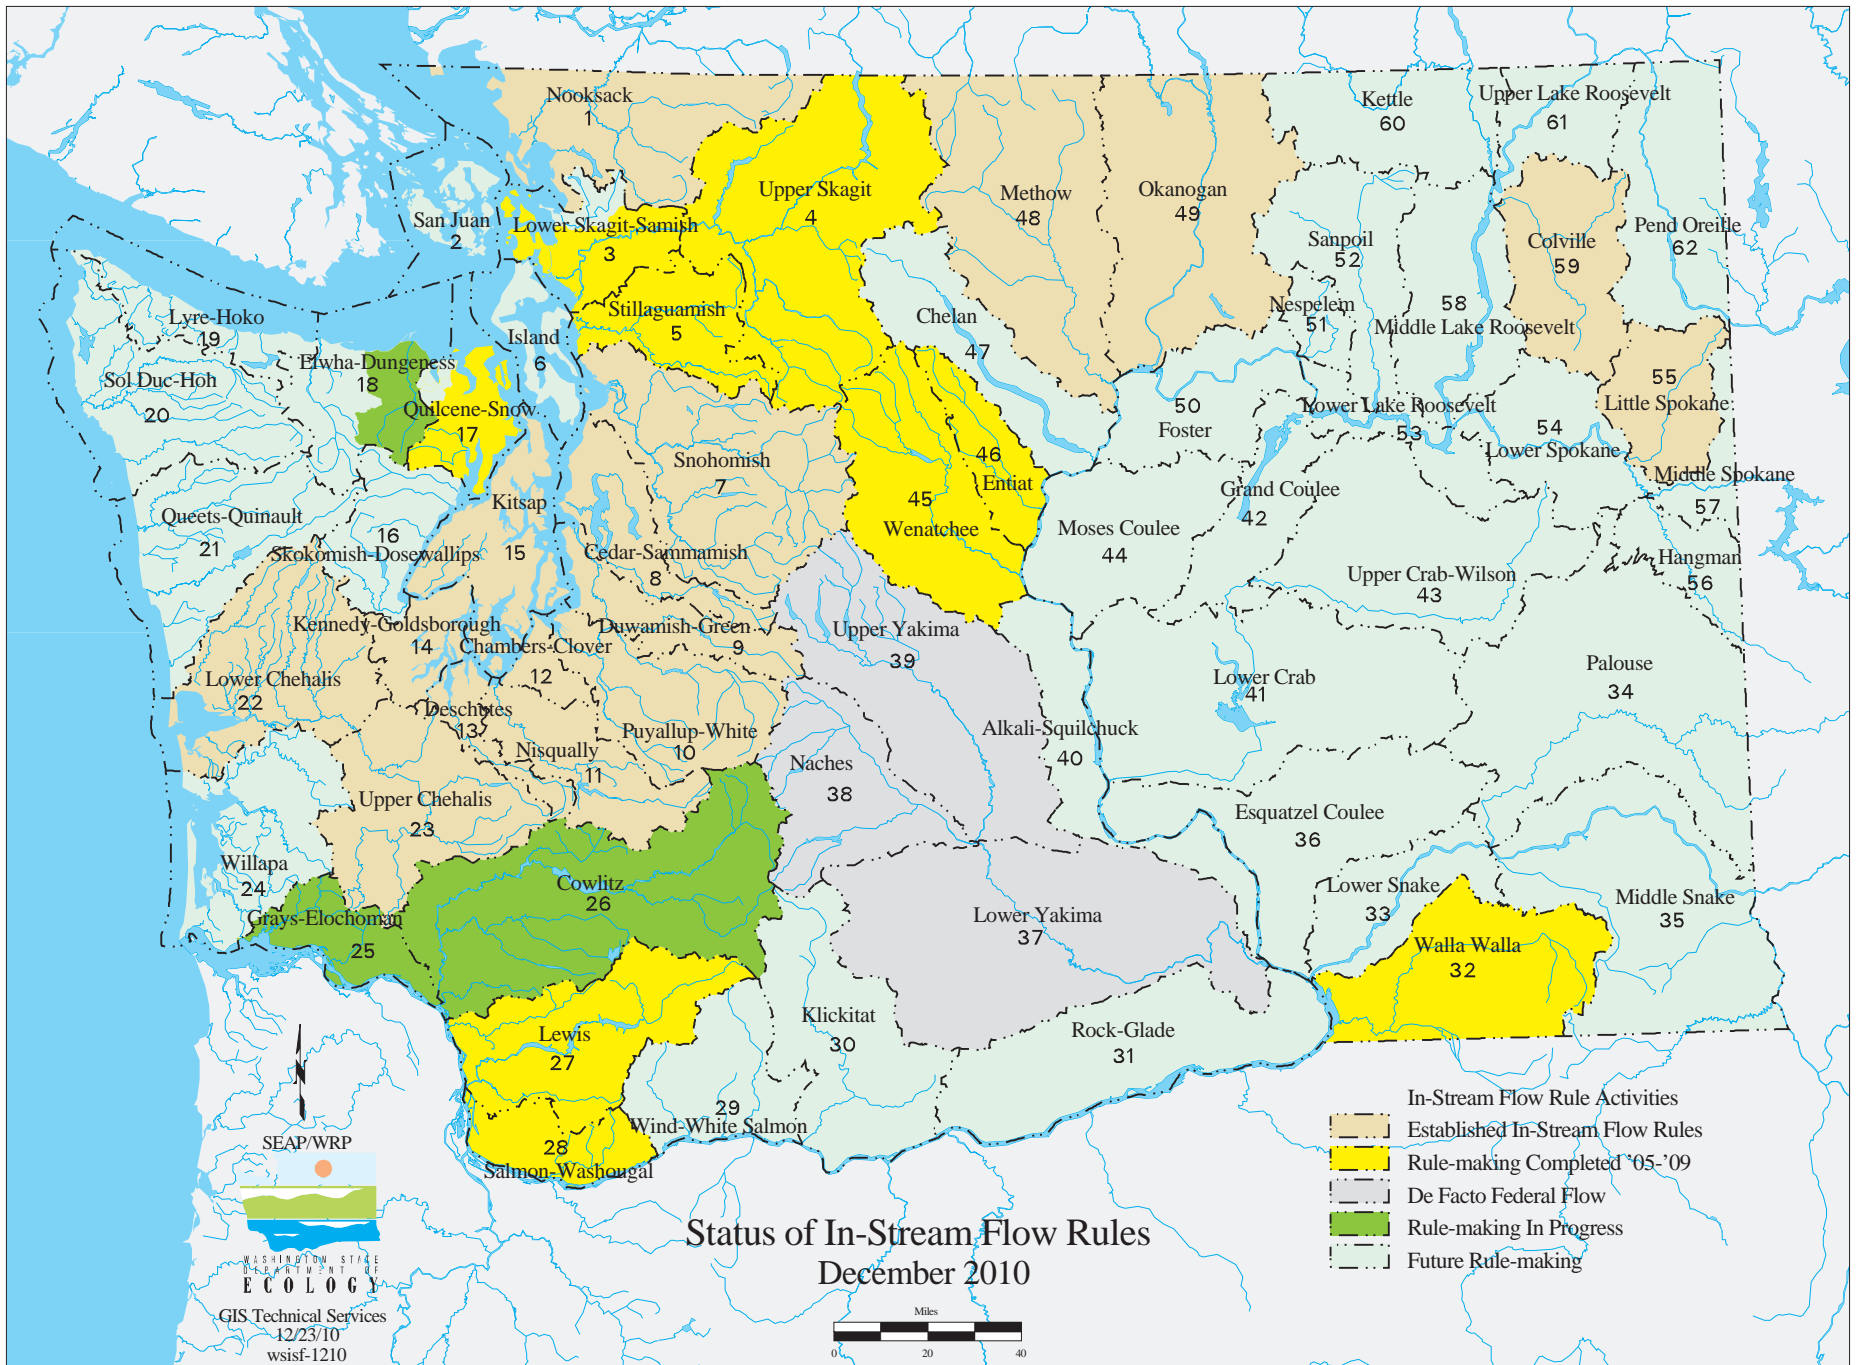 Nooksack
1
Kettle
60
Upper Lake Roosevelt
61
San Juan
2
Lower Skagit-Samish
3
Upper Skagit
4
Methow
48
Okanogan
49
Sanpoil
52
Colville
59
Pend Oreille
62
Lyre-Hoko
19
Elwha-Dungeness
18
Sol Duc-Hoh
20
Quilcene-Snow
17
Island
6
Stillaguamish
5
Chelan
47
Nespelem
51
58
Middle Lake Roosevelt
55
Little Spokane
50
Foster
Lower Lake Roosevelt
53
54
Lower Spokane
Middle Spokane
57
Snohomish
7
46
Entiat
45
Wenatchee
Grand Coulee
42
Moses Coulee
44
Kitsap
15
Queets-Quinault
21
16
Skokomish-Dosewallips
Cedar-Sammamish
8
Upper Crab-Wilson
43
Hangman
56
Kennedy-Goldsborough
14
Chambers-Clover
12
Duwamish-Green
9
Upper Yakima
39
Lower Crab
41
Palouse
34
Lower Chehalis
22
Deschutes
13
Nisqually
11
Puyallup-White
10
Naches
38
Alkali-Squilchuck
40
Upper Chehalis
23
Esquatzel Coulee
36
Willapa
24
Grays-Elochoman
25
Cowlitz
26
Lower Yakima
37
Lower Snake
33
Walla Walla
32
Middle Snake
35
Lewis
27
Klickitat
30
Rock-Glade
31
29
Wind-White Salmon
28
Salmon-Washougal
In-Stream Flow Rule Activities
Established In-Stream Flow Rules
Rule-making Completed '05-'09
De Facto Federal Flow
Rule-making In Progress
Future Rule-making
N
SEAP/WRP
WASHINGTON STATE
DEPARTMENT OF
ECOLOGY
GIS Technical Services
12/23/10
wsisf-1210
Status of In-Stream Flow Rules
December 2010
Miles
0 20 40